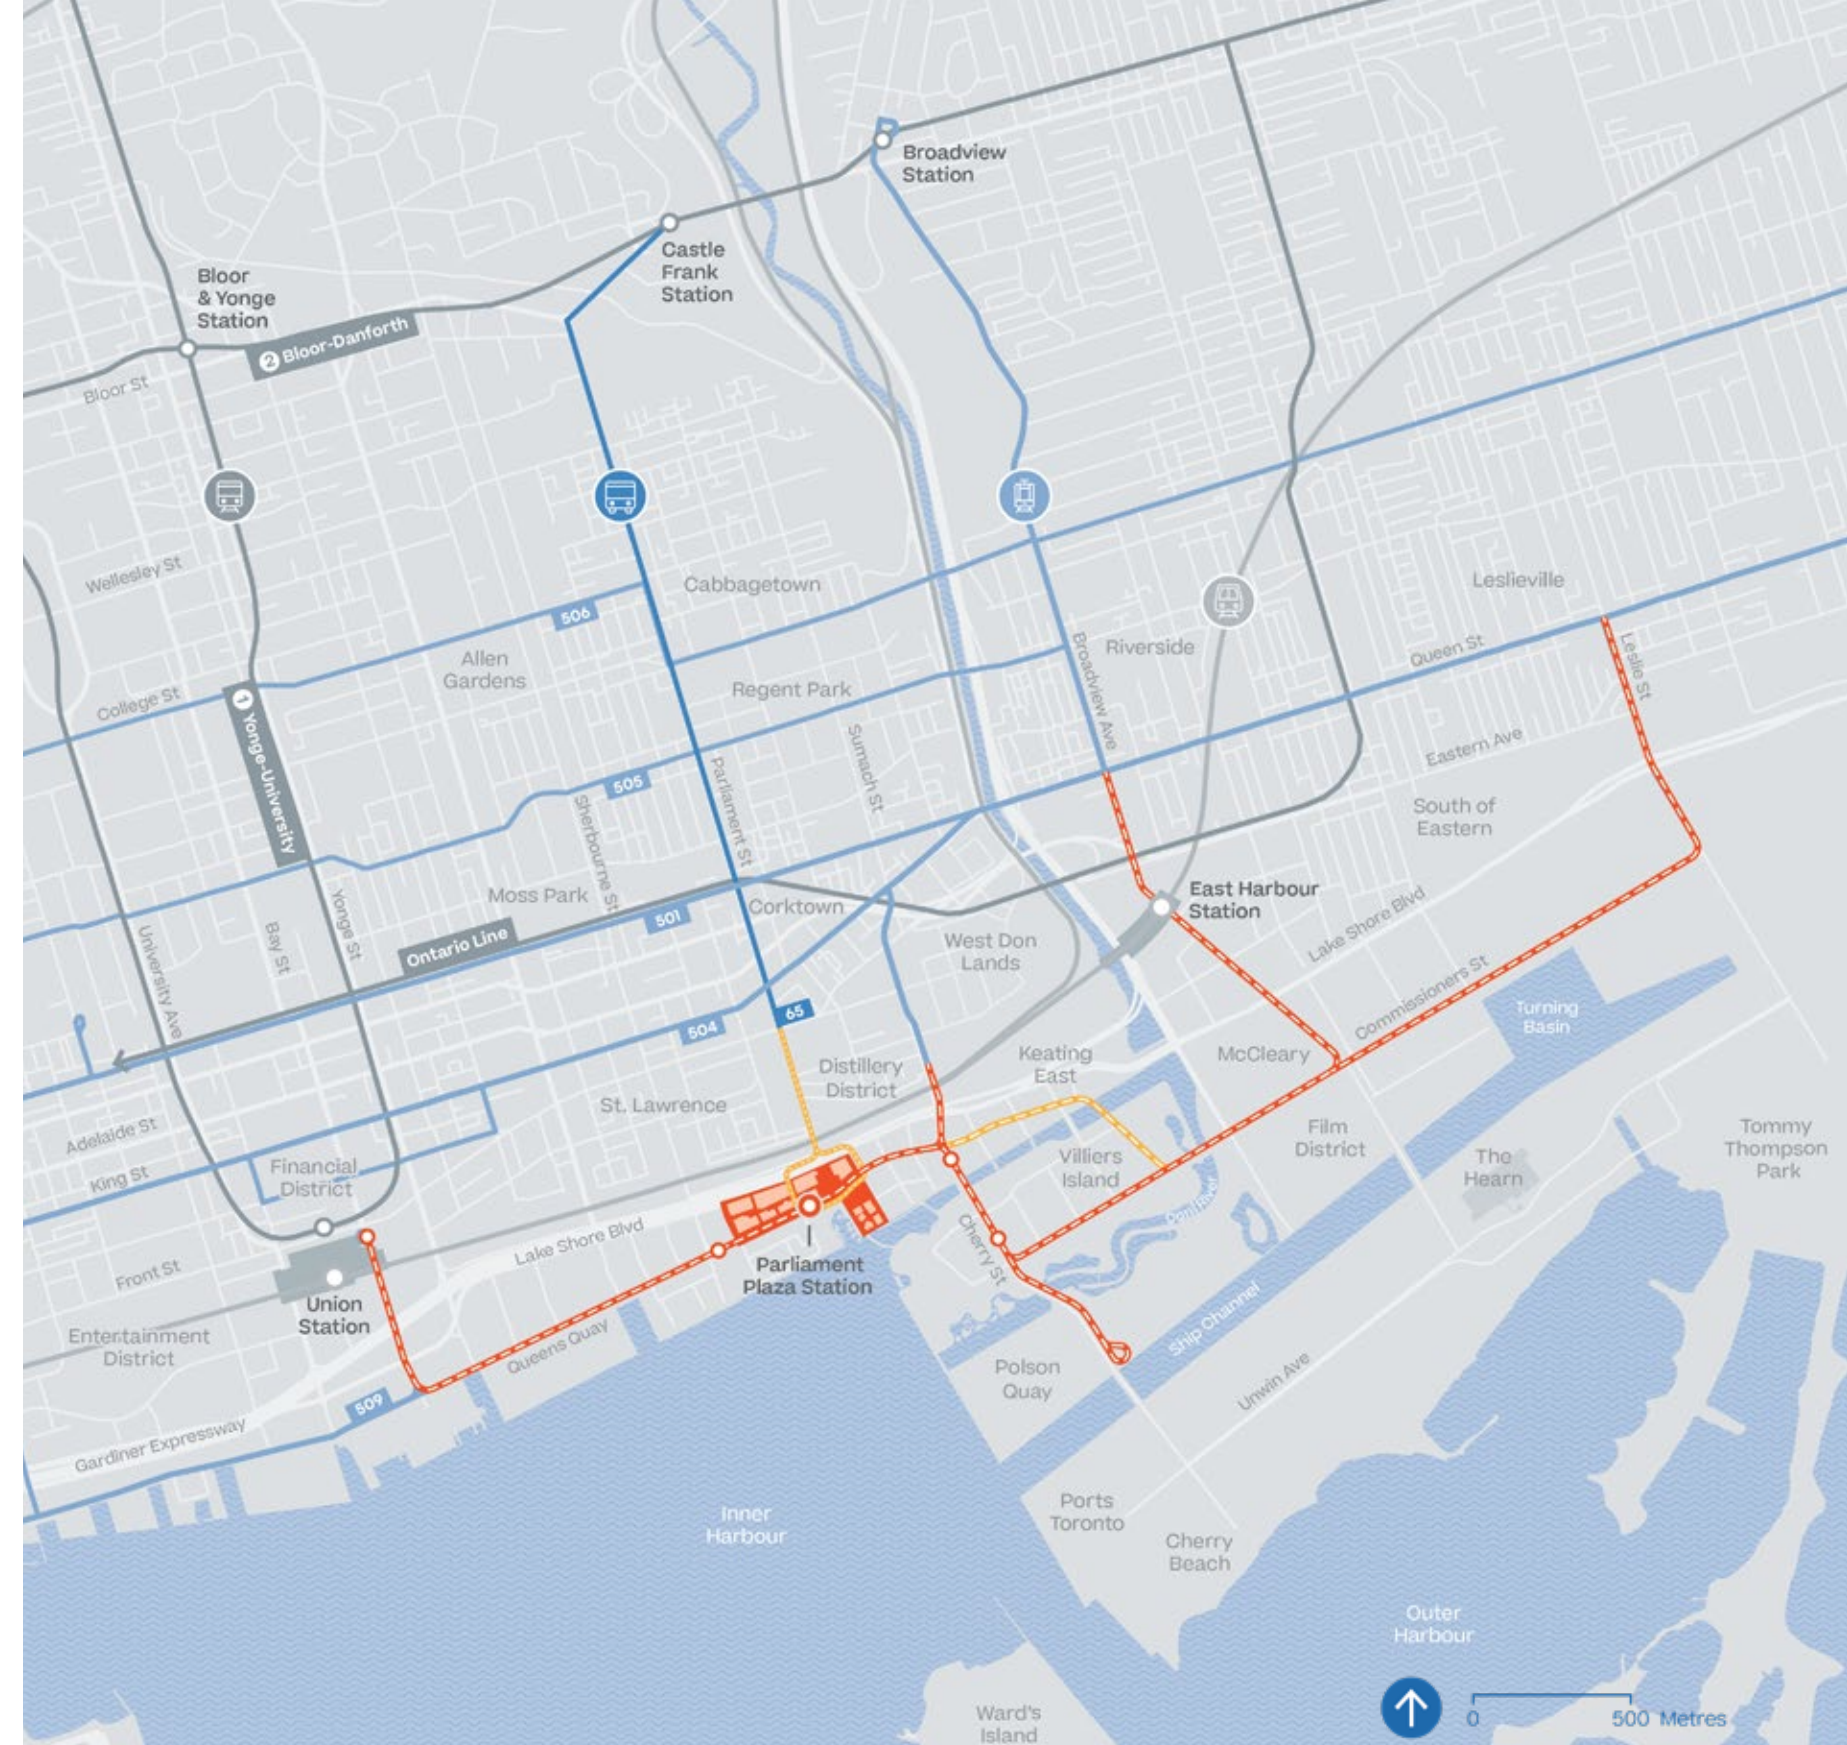 Broadview
Station
Castle
Frank
Station
Bloor
& Yonge
Station
2 Bloor-Danforth
Bloor St
Wellesley St
Cabbagetown
Leslieville
506
Riverside
Queen St
Leslie St
Broadview Ave
Allen
Gardens
College St
1 Yonge-University
Regent Park
Sumach St
Parliament St
Eastern Ave
505
Sherbourne St
South of
Eastern
Moss Park
Corktown
East Harbour
Station
Yonge St
501
Ontario Line
Bay St
University Ave
West Don
Lands
Lake Shore Blvd
Commissioners St
Turning
Basin
65
504
Distillery
District
Keating
East
McCleary
St. Lawrence
Adelaide St
Film
District
Tommy
Thompson
Park
The
Hearn
Villiers
Island
King St
Financial
District
Don River
Cherry St
Lake Shore Blvd
Parliament
Plaza Station
Front St
Union
Station
Ship Channel
Entertainment
District
Queens Quay
Polson
Quay
Unwin Ave
509
Gardiner Expressway
Inner
Harbour
Ports
Toronto
Cherry
Beach
Outer
Harbour
Ward's
Island
0 500 Metres